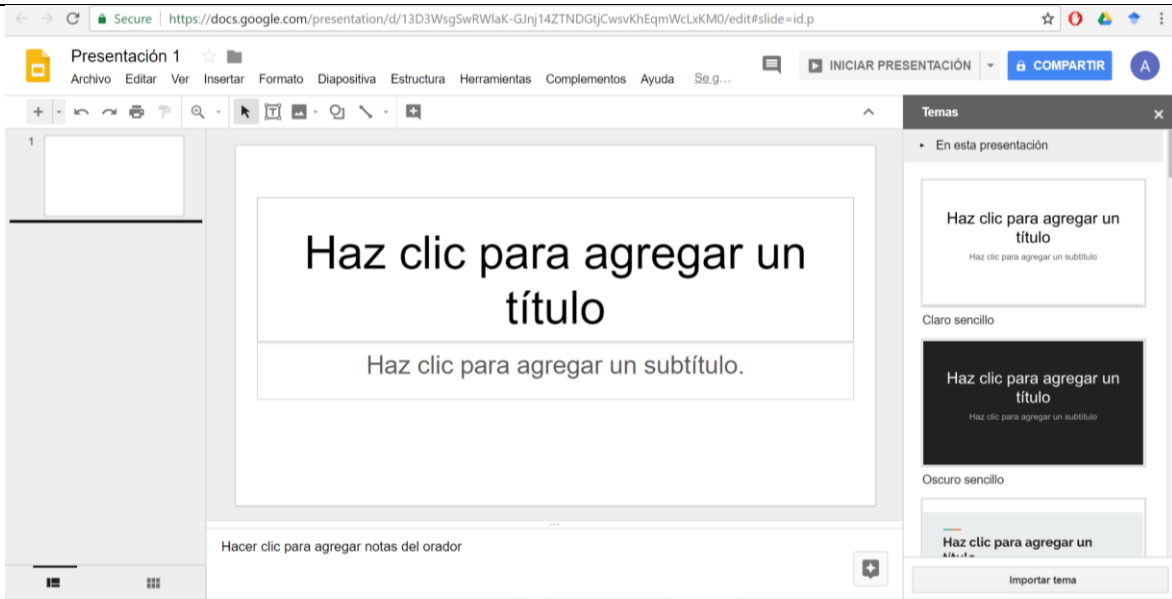 Secure | https://docs.google.com/presentation/d/13D3WsgSwRWlaK-GJnj14ZTNDGtjCwsvKhEqmWcLxKM0/edit#slide=id.p
Presentación 1
Archivo Editar Ver Insertar Formato Diapositiva Estructura Herramientas Complementos Ayuda Se g...
INICIAR PRESENTACIÓN
COMPARTIR
A
Temas
En esta presentación
1
Haz clic para agregar un
título
Haz clic para agregar un subtítulo.
Hacer clic para agregar notas del orador
Haz clic para agregar un
título
Haz clic para agregar un subtítulo
Claro sencillo
Haz clic para agregar un
título
Haz clic para agregar un subtítulo
Oscuro sencillo
Haz clic para agregar un
Importar tema